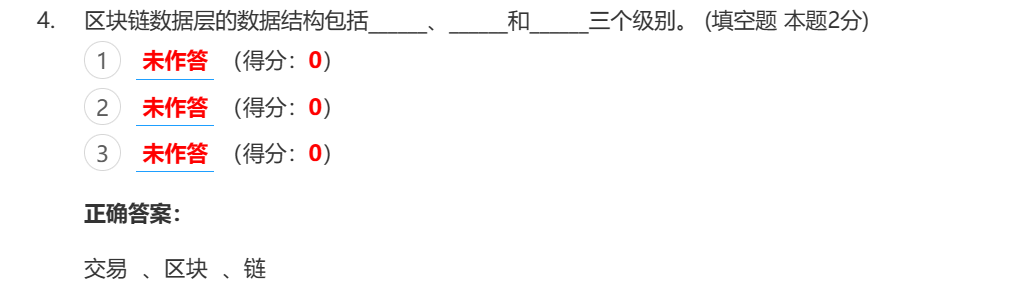 4. 区块链数据层的数据结构包括______、______和______三个级别。 (填空题 本题2分)
1 未作答 (得分：0)
2 未作答 (得分：0)
3 未作答 (得分：0)
正确答案：
交易 、区块 、链